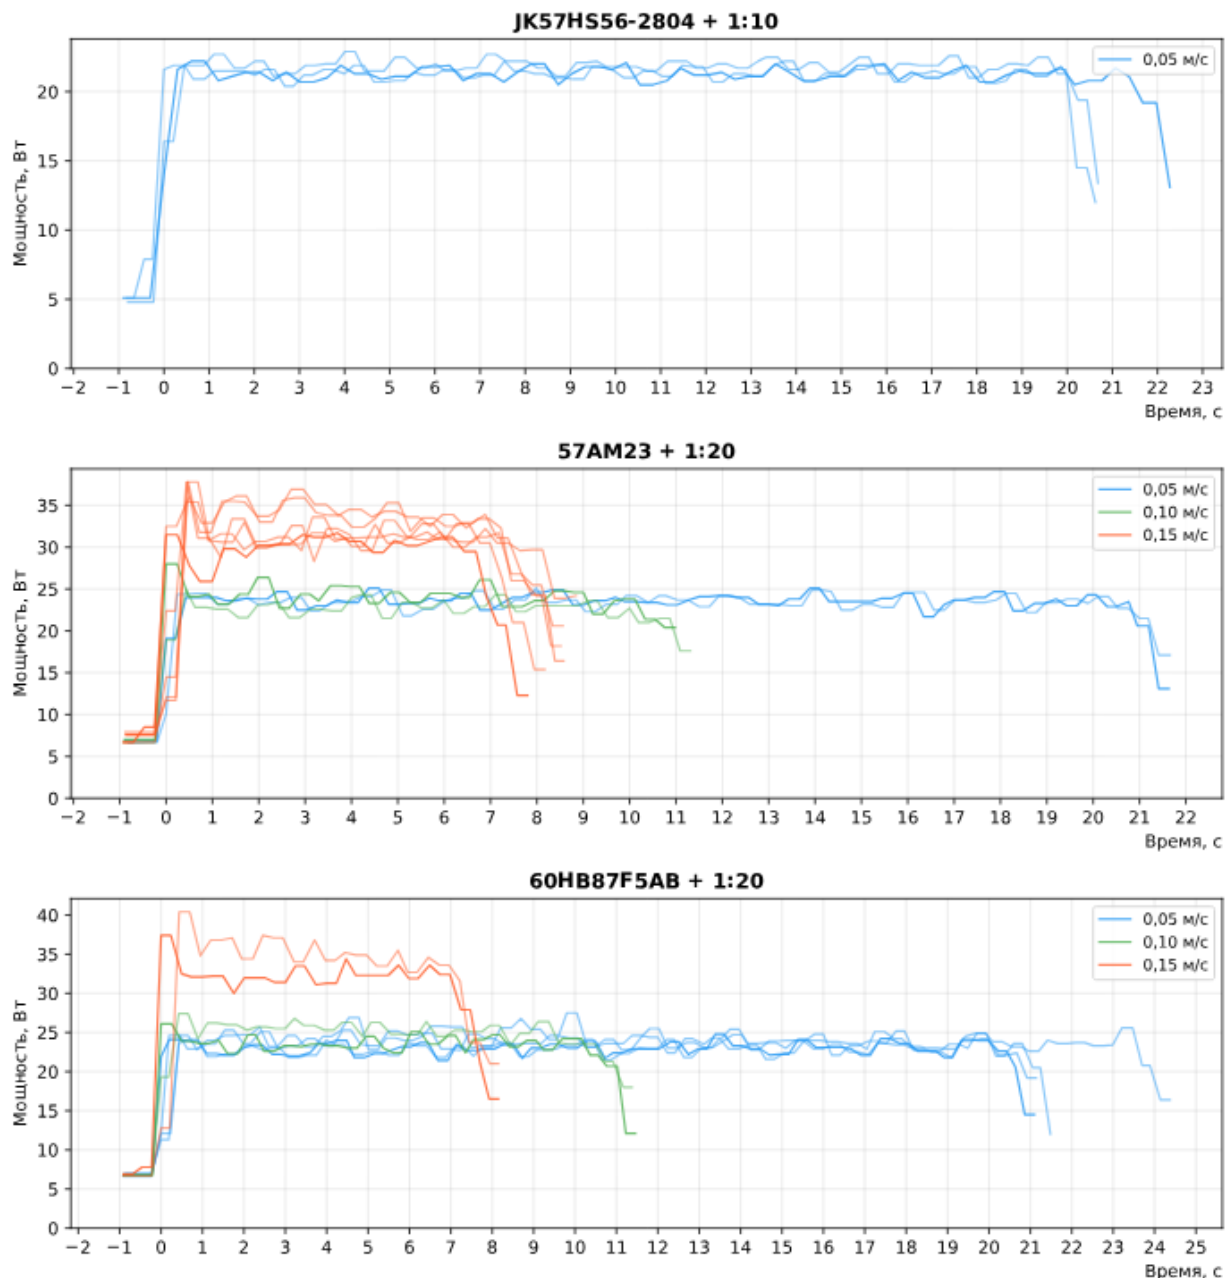 JK57HS56-2804 + 1:10
Мощность, Вт
20
15
10
5
0
0,05 м/с
−2 −1 0 1 2 3 4 5 6 7 8 9 10 11 12 13 14 15 16 17 18 19 20 21 22 23
Время, с
57AM23 + 1:20
Мощность, Вт
35
30
25
20
15
10
5
0
0,05 м/с
0,10 м/с
0,15 м/с
−2 −1 0 1 2 3 4 5 6 7 8 9 10 11 12 13 14 15 16 17 18 19 20 21 22
Время, с
60HB87F5AB + 1:20
Мощность, Вт
40
35
30
25
20
15
10
5
0
0,05 м/с
0,10 м/с
0,15 м/с
−2 −1 0 1 2 3 4 5 6 7 8 9 10 11 12 13 14 15 16 17 18 19 20 21 22 23 24 25
Время, с